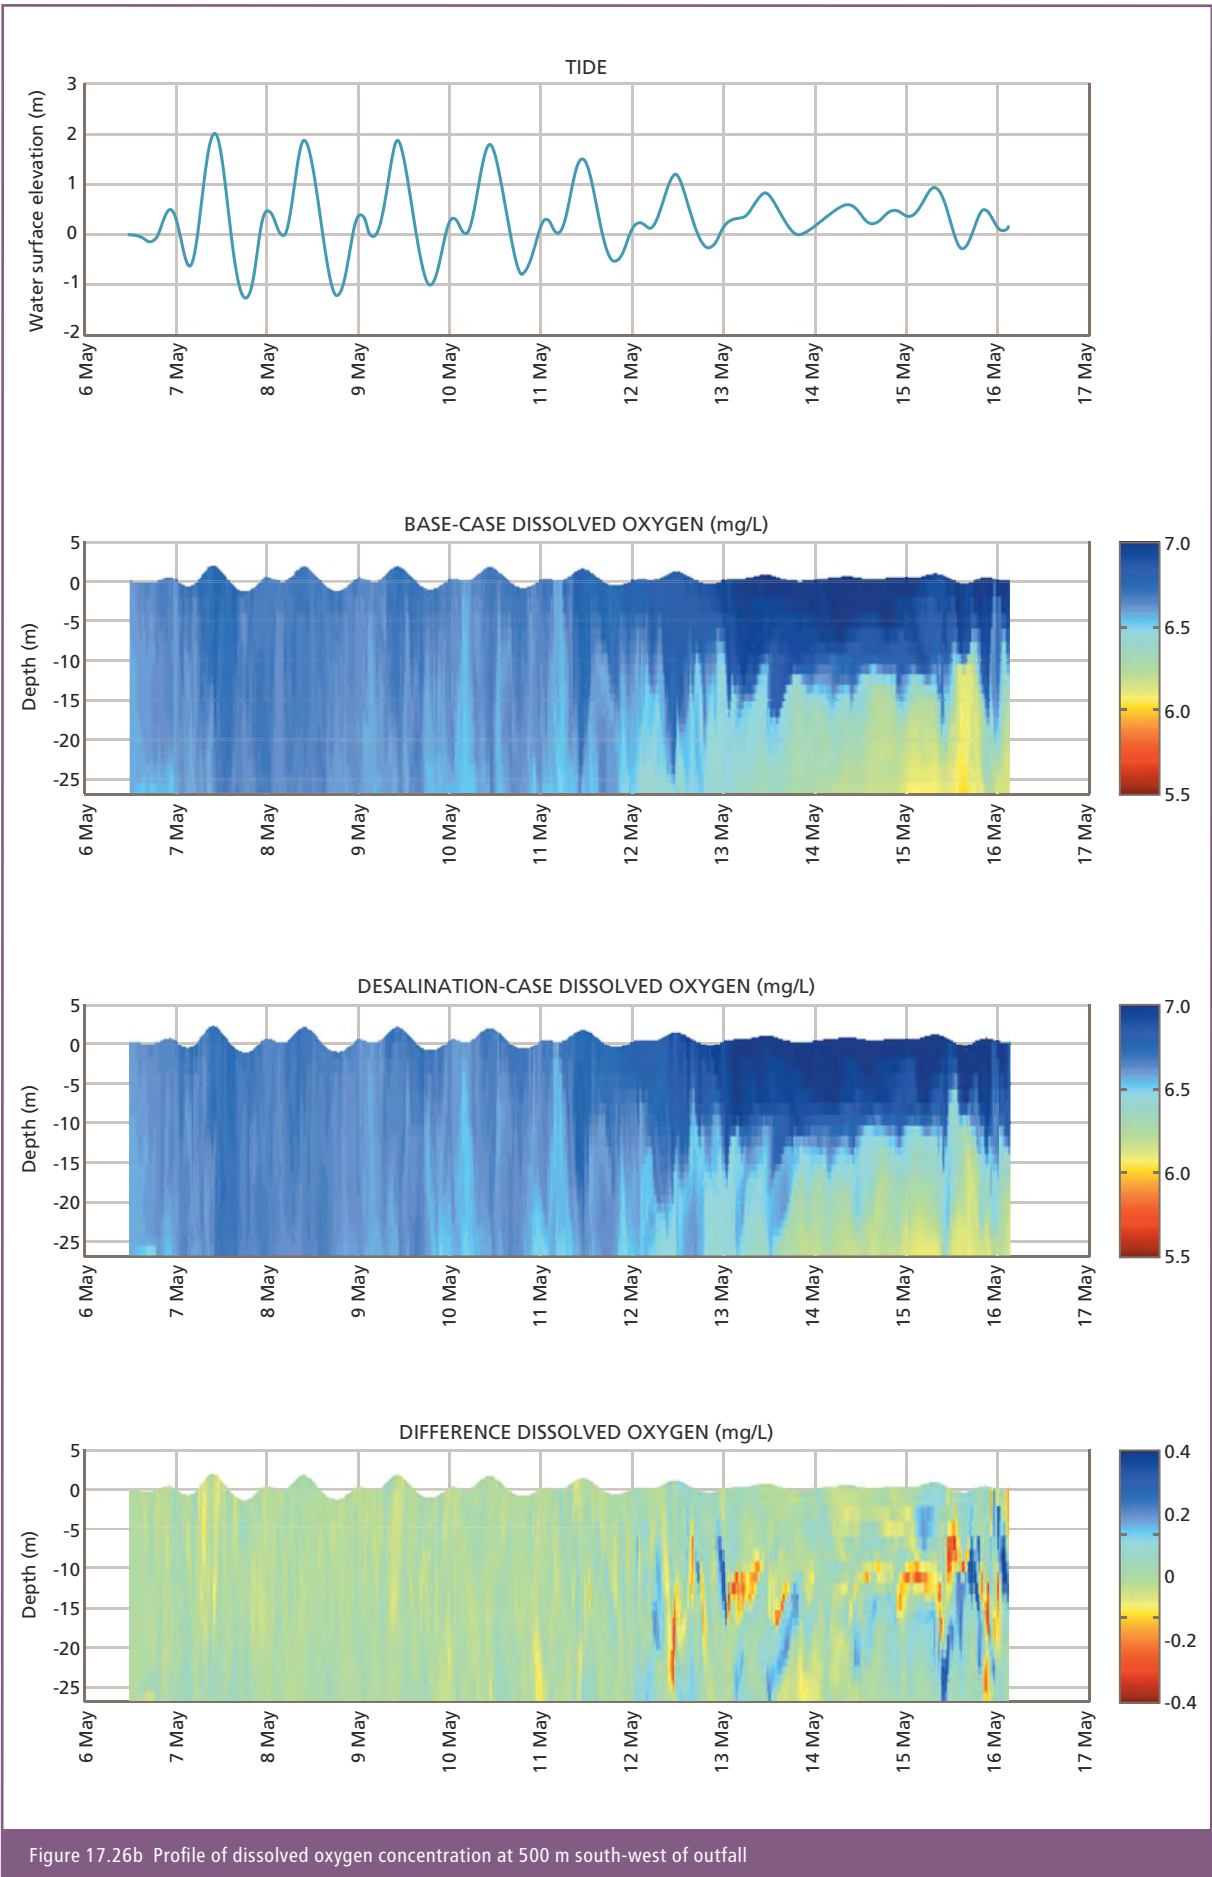 TIDE
Water surface elevation (m)
3
2
1
0
-1
-2
6 May
7 May
8 May
9 May
10 May
11 May
12 May
13 May
14 May
15 May
16 May
17 May
BASE-CASE DISSOLVED OXYGEN (mg/L)
Depth (m)
5
0
-5
-10
-15
-20
-25
6 May
7 May
8 May
9 May
10 May
11 May
12 May
13 May
14 May
15 May
16 May
17 May
7.0
6.5
6.0
5.5
DESALINATION-CASE DISSOLVED OXYGEN (mg/L)
Depth (m)
5
0
-5
-10
-15
-20
-25
6 May
7 May
8 May
9 May
10 May
11 May
12 May
13 May
14 May
15 May
16 May
17 May
7.0
6.5
6.0
5.5
DIFFERENCE DISSOLVED OXYGEN (mg/L)
Depth (m)
5
0
-5
-10
-15
-20
-25
6 May
7 May
8 May
9 May
10 May
11 May
12 May
13 May
14 May
15 May
16 May
17 May
0.4
0.2
0
-0.2
-0.4
Figure 17.26b Profile of dissolved oxygen concentration at 500 m south-west of outfall